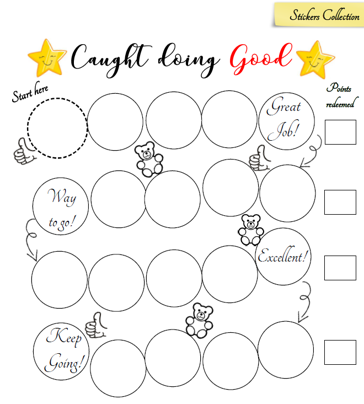 Stickers Collection
Caught doing Good
Start here
Points
redeemed
Great
Job!
Way
to go!
Excellent!
Keep
Going!